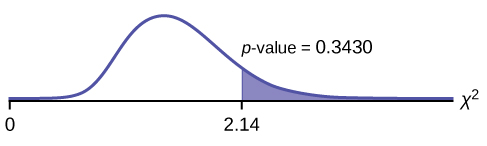 p-value = 0.3430
χ²
0
2.14